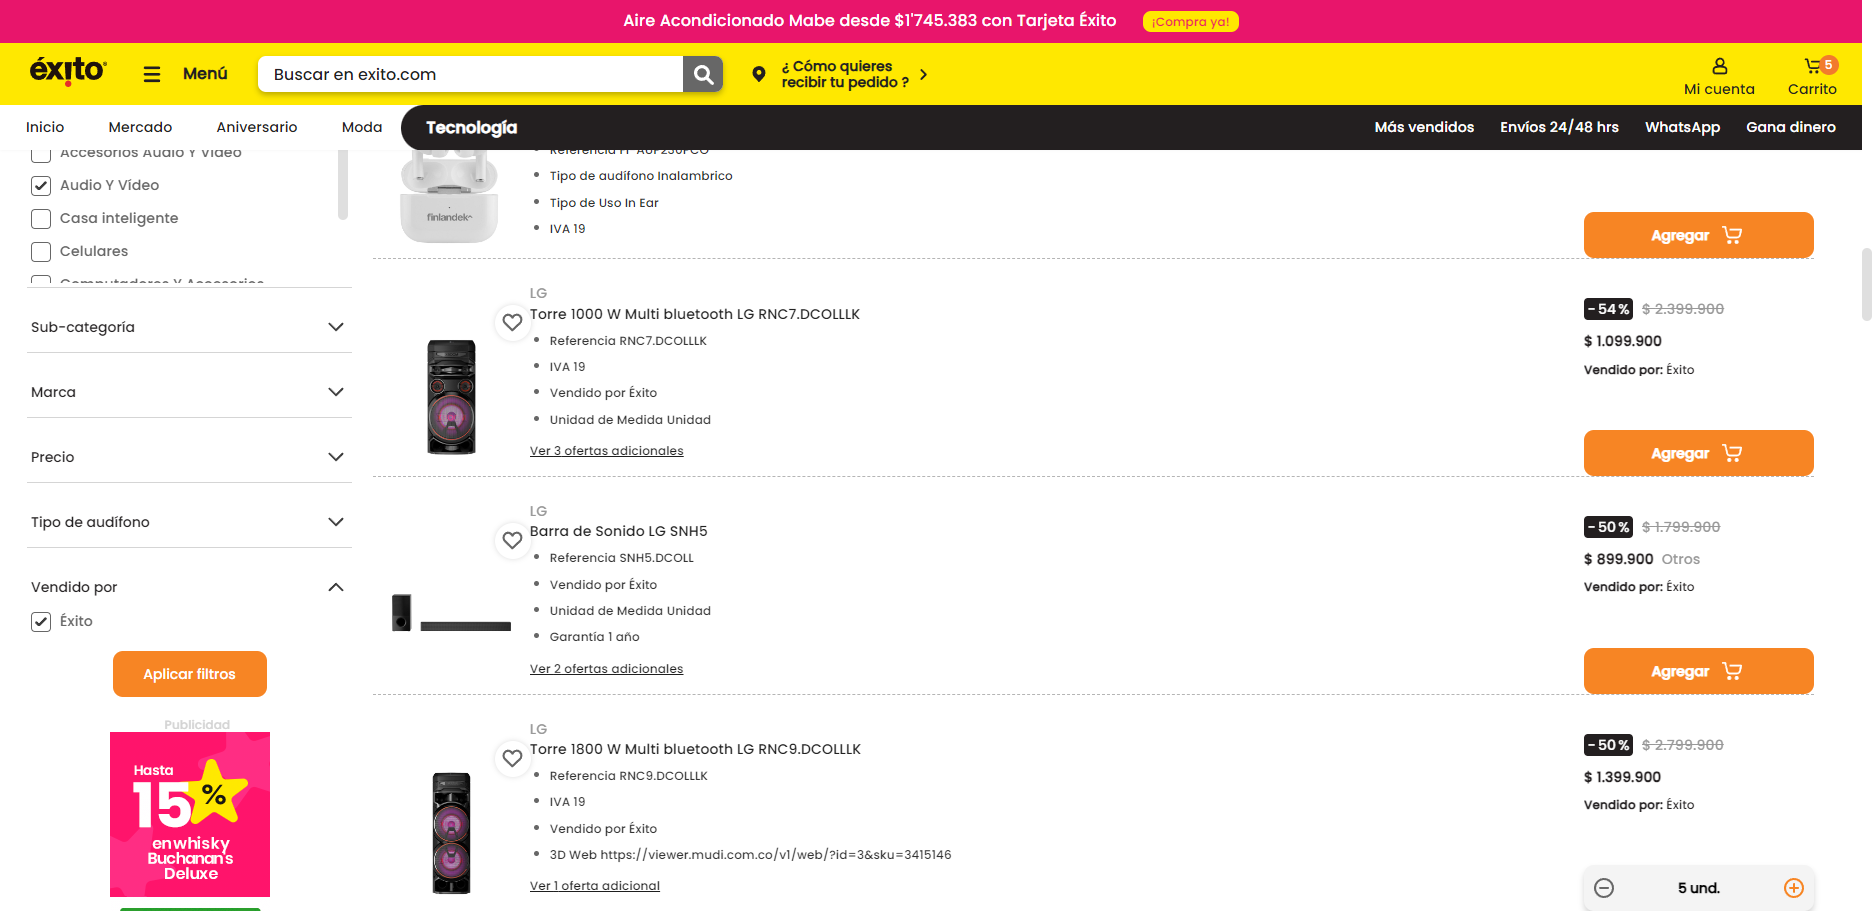 Aire Acondicionado Mabe desde $1'745.383 con Tarjeta Éxito
¡Compra ya!
éxito
Menú
Buscar en exito.com
¿ Cómo quieres
recibir tu pedido ?
Mi cuenta
5
Carrito
Inicio
Mercado
Aniversario
Moda
Tecnología
Más vendidos
Envíos 24/48 hrs
WhatsApp
Gana dinero
Accesorios Audio Y Video
Audio Y Vídeo
Casa inteligente
Celulares
Computadores Y Accesorios
Sub-categoría
Marca
Precio
Tipo de audífono
Vendido por
Éxito
Aplicar filtros
Publicidad
Hasta
15%
en whisky
Buchanan's
Deluxe
finlandek
Tipo de audífono Inalambrico
Tipo de Uso In Ear
IVA 19
Agregar
LG
Torre 1000 W Multi bluetooth LG RNC7.DCOLLLK
Referencia RNC7.DCOLLLK
IVA 19
Vendido por Éxito
Unidad de Medida Unidad
Ver 3 ofertas adicionales
-54% $ 2.399.900
$ 1.099.900
Vendido por: Éxito
Agregar
LG
Barra de Sonido LG SNH5
Referencia SNH5.DCOLL
Vendido por Éxito
Unidad de Medida Unidad
Garantía 1 año
Ver 2 ofertas adicionales
-50% $ 1.799.900
$ 899.900 Otros
Vendido por: Éxito
Agregar
LG
Torre 1800 W Multi bluetooth LG RNC9.DCOLLLK
Referencia RNC9.DCOLLLK
IVA 19
Vendido por Éxito
3D Web https://viewer.mudi.com.co/v1/web/?id=3&sku=3415146
Ver 1 oferta adicional
-50% $ 2.799.900
$ 1.399.900
Vendido por: Éxito
5 und.